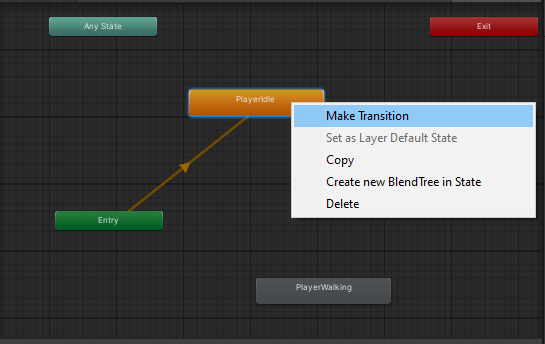 Any State
Exit
PlayerIdle
Make Transition
Set as Layer Default State
Copy
Create new BlendTree in State
Delete
Entry
PlayerWalking